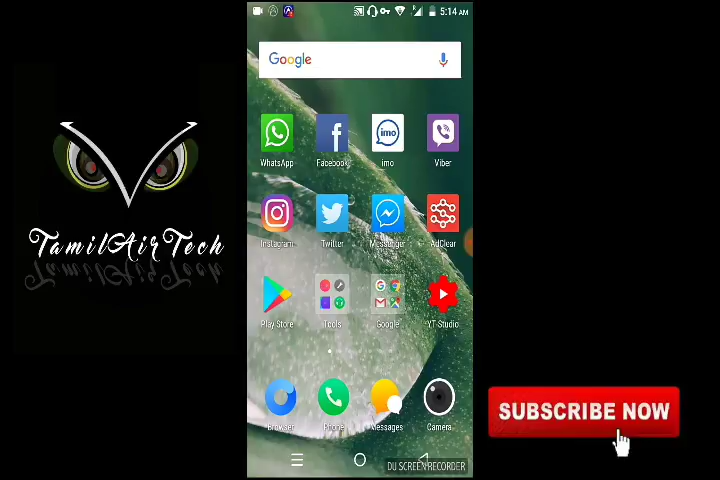 5:14 AM
Google
WhatsApp
Facebook
imo
Viber
imo
Instagram
Twitter
Messenger
AdClear
TamilAirTech
Play Store
Tools
Google
YT Studio
G
SUBSCRIBE NOW
Browser
Phone
Messages
Camera
DU SCREEN RECORDER